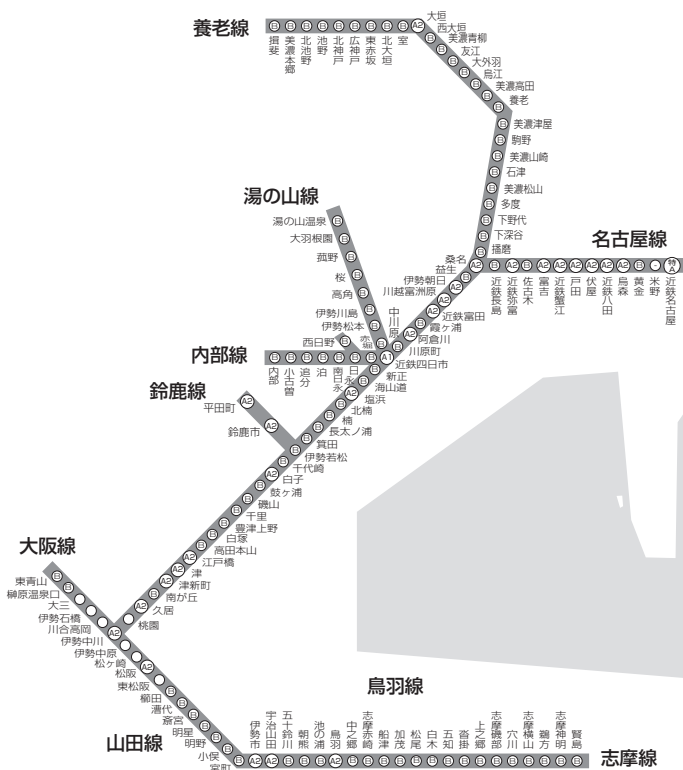 養老線
揖斐
美濃本郷
北池野
池野
北神戸
広神戸
東赤坂
北大垣
室
大垣
西大垣
美濃青柳
友江
大外羽
烏江
美濃高田
養老
美濃津屋
駒野
美濃山崎
石津
美濃松山
多度
下野代
下深谷
播磨
桑名
益生
名古屋線
近鉄長島
近鉄弥富
佐古木
富吉
近鉄蟹江
戸田
伏屋
近鉄八田
烏森
黄金
米野
近鉄名古屋
湯の山線
湯の山温泉
大羽根園
菰野
桜
高角
伊勢川島
伊勢松本
中川原
西日野
赤堀
伊勢朝日
川越富洲原
近鉄富田
霞ヶ浦
阿倉川
川原町
近鉄四日市
内部線
内部
小古曽
追分
泊
南日永
日永
新正
海山道
塩浜
北楠
楠
長太ノ浦
箕田
伊勢若松
鈴鹿線
平田町
鈴鹿市
千代崎
白子
鼓ヶ浦
磯山
千里
豊津上野
白塚
高田本山
江戸橋
津
津新町
南が丘
久居
桃園
大阪線
東青山
榊原温泉口
大三
伊勢石橋
川合高岡
伊勢中川
伊勢中原
松ヶ崎
松阪
東松阪
櫛田
漕代
斎宮
明星
明野
小俣
宮町
山田線
伊勢市
宇治山田
五十鈴川
朝熊
池の浦
鳥羽
中之郷
志摩赤崎
船津
加茂
松尾
白木
五知
沓掛
上之郷
志摩磯部
穴川
志摩横山
鵜方
志摩神明
賢島
鳥羽線
志摩線